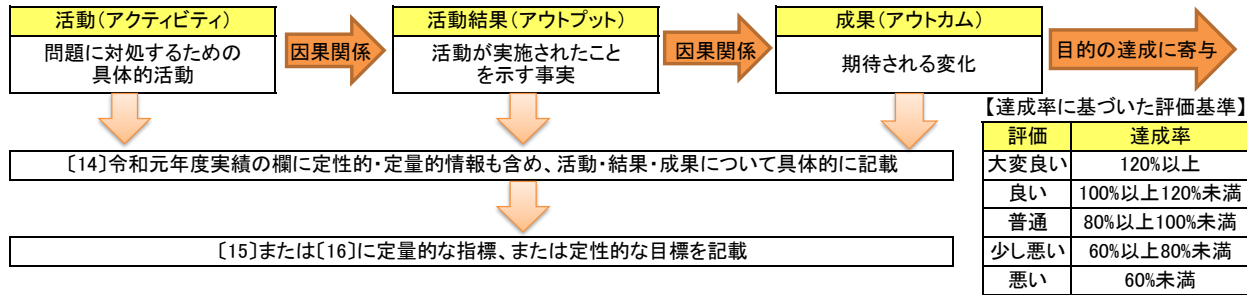 活動(アクティビティ)
問題に対処するための
具体的活動
因果関係
活動結果(アウトプット)
活動が実施されたこと
を示す事実
因果関係
成果(アウトカム)
期待される変化
目的の達成に寄与
〔14〕令和元年度実績の欄に定性的・定量的情報も含め、活動・結果・成果について具体的に記載
〔15〕または〔16〕に定量的な指標、または定性的な目標を記載
【達成率に基づいた評価基準】
評価 達成率
大変良い 120%以上
良い 100%以上120%未満
普通 80%以上100%未満
少し悪い 60%以上80%未満
悪い 60%未満